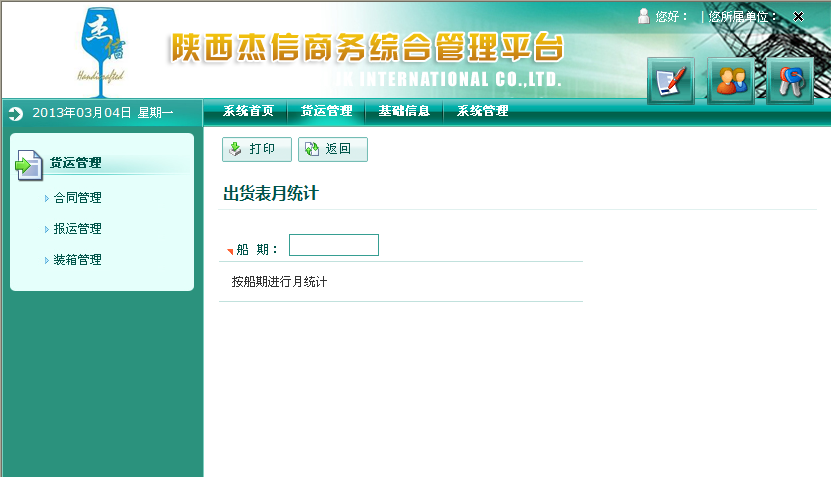 杰信
Handcrafted
陕西杰信商务综合管理平台
INTERNATIONAL CO.,LTD.
您好： | 您所属单位：
2013年03月04日 星期一
系统首页 货运管理 基础信息 系统管理
货运管理
合同管理
报运管理
装箱管理
打印 返回
出货表月统计
船 期：
按船期进行月统计